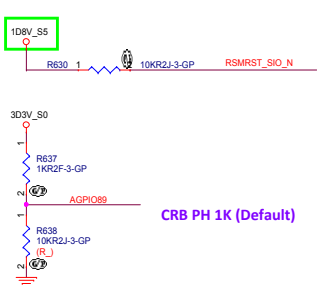 1D8V_S5
R630 1 10KR2J-3-GP RSMRST_SIO_N
3D3V_S0
1
R637
1KR2F-3-GP
2
AGPIO89
CRB PH 1K (Default)
1
R638
10KR2J-3-GP
(R_)
2